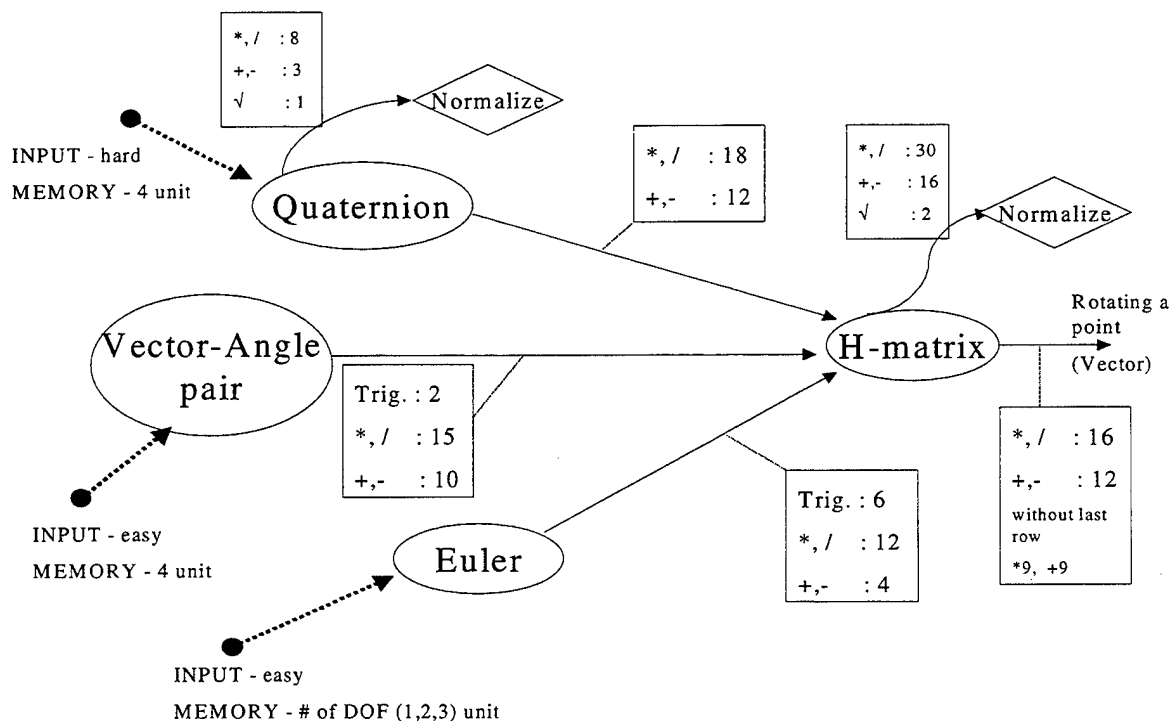 *, / : 8
+,- : 3
√ : 1
Normalize
INPUT - hard
MEMORY - 4 unit
Quaternion
*, / : 18
+,- : 12
*, / : 30
+,- : 16
√ : 2
Normalize
Vector-Angle
pair
H-matrix
Rotating a
point
(Vector)
Trig. : 2
*, / : 15
+,- : 10
*, / : 16
+,- : 12
without last
row
*9, +9
Trig. : 6
*, / : 12
+,- : 4
INPUT - easy
MEMORY - 4 unit
Euler
INPUT - easy
MEMORY - # of DOF (1,2,3) unit